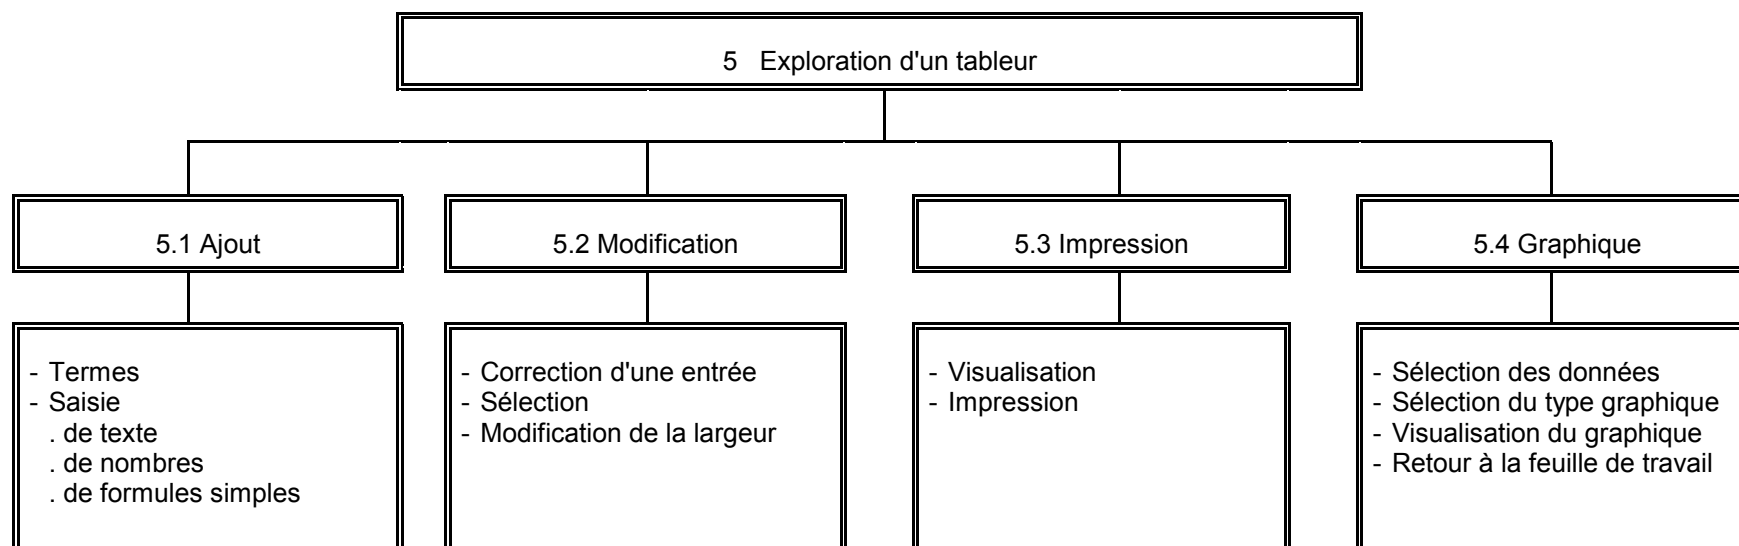 5 Exploration d'un tableur
5.1 Ajout
5.2 Modification
5.3 Impression
5.4 Graphique
- Termes
- Saisie
. de texte
. de nombres
. de formules simples
- Correction d'une entrée
- Sélection
- Modification de la largeur
- Visualisation
- Impression
- Sélection des données
- Sélection du type graphique
- Visualisation du graphique
- Retour à la feuille de travail